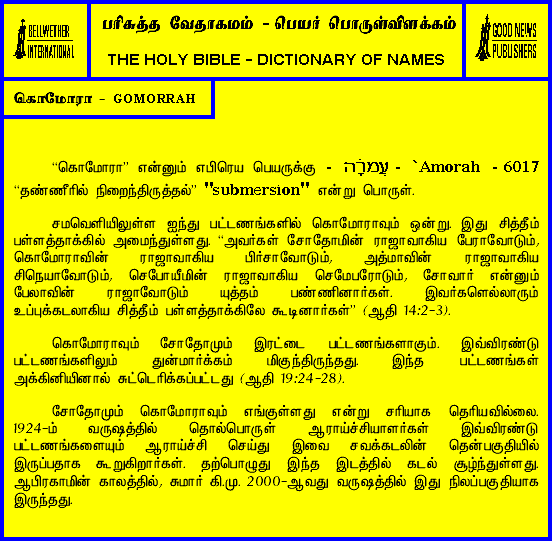 BELLWETHER
INTERNATIONAL
பரிசுத்த வேதாகமம் - பெயர் பொருள்விளக்கம்
THE HOLY BIBLE - DICTIONARY OF NAMES
GOOD NEWS
PUBLISHERS
கொமோரா - GOMORRAH
“கொமோரா” என்னும் எபிரெய பெயருக்கு - עֲמֹרָה - `Amorah - 6017
“தண்ணீரில் நிறைந்திருத்தல்” "submersion" என்று பொருள்.
சமவெளியிலுள்ள ஐந்து பட்டணங்களில் கொமோராவும் ஒன்று. இது சித்தீம்
பள்ளத்தாக்கில் அமைந்துள்ளது. “அவர்கள் சோதோமின் ராஜாவாகிய பேராவோடும்,
கொமோராவின் ராஜாவாகிய பிர்சாவோடும், அத்மாவின் ராஜாவாகிய
சிநெயாவோடும், செபோயீமின் ராஜாவாகிய செமேபரோடும், சோவார் என்னும்
பேலாவின் ராஜாவோடும் யுத்தம் பண்ணினார்கள். இவர்களெல்லாரும்
உப்புக்கடலாகிய சித்தீம் பள்ளத்தாக்கிலே கூடினார்கள்” (ஆதி 14:2-3).
கொமோராவும் சோதோமும் இரட்டை பட்டணங்களாகும். இவ்விரண்டு
பட்டணங்களிலும் துன்மார்க்கம் மிகுந்திருந்தது. இந்த பட்டணங்கள்
அக்கினியினால் சுட்டெரிக்கப்பட்டது (ஆதி 19:24-28).
சோதோமும் கொமோராவும் எங்குள்ளது என்று சரியாக தெரியவில்லை.
1924-ம் வருஷத்தில் தொல்பொருள் ஆராய்ச்சியாளர்கள் இவ்விரண்டு
பட்டணங்களையும் ஆராய்ச்சி செய்து இவை சவக்கடலின் தென்பகுதியில்
இருப்பதாக கூறுகிறார்கள். தற்பொழுது இந்த இடத்தில் கடல் சூழ்ந்துள்ளது.
ஆபிரகாமின் காலத்தில், சுமார் கி.மு. 2000-ஆவது வருஷத்தில் இது நிலப்பகுதியாக
இருந்தது.